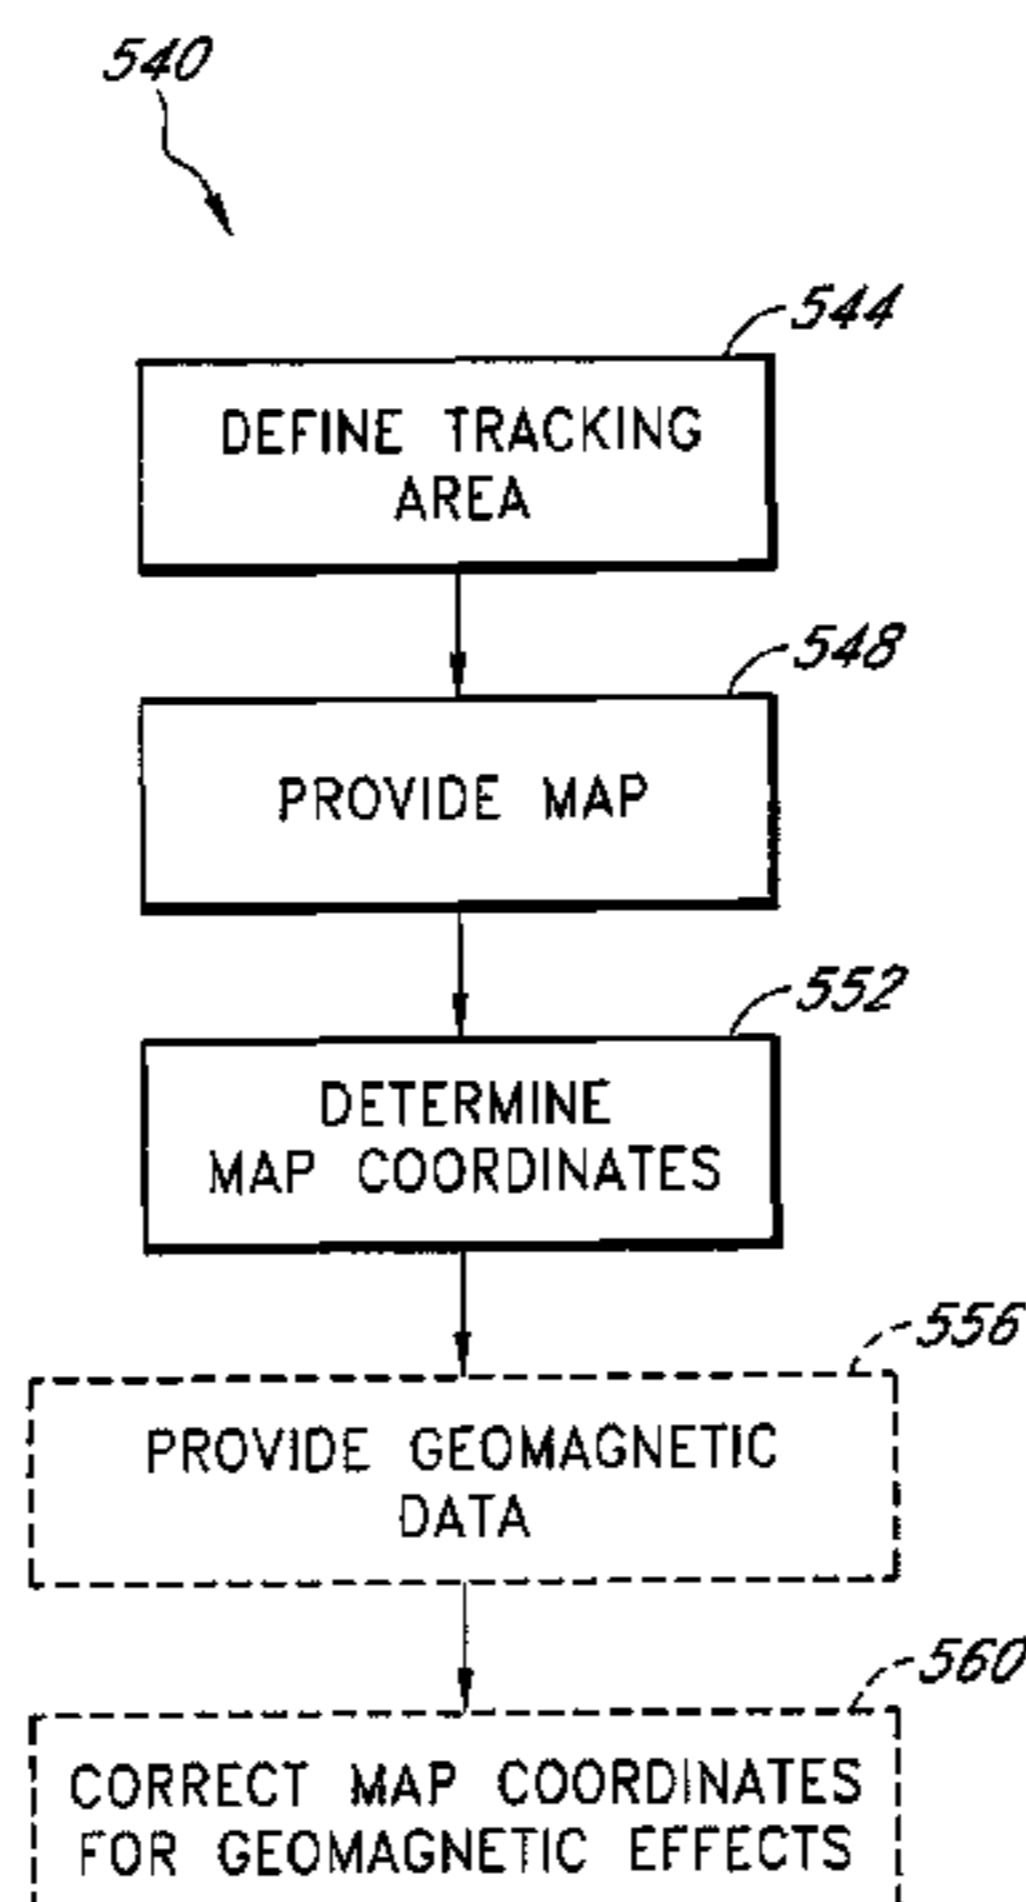 540
544
DEFINE TRACKING
AREA
548
PROVIDE MAP
552
DETERMINE
MAP COORDINATES
556
PROVIDE GEOMAGNETIC
DATA
560
CORRECT MAP COORDINATES
FOR GEOMAGNETIC EFFECTS